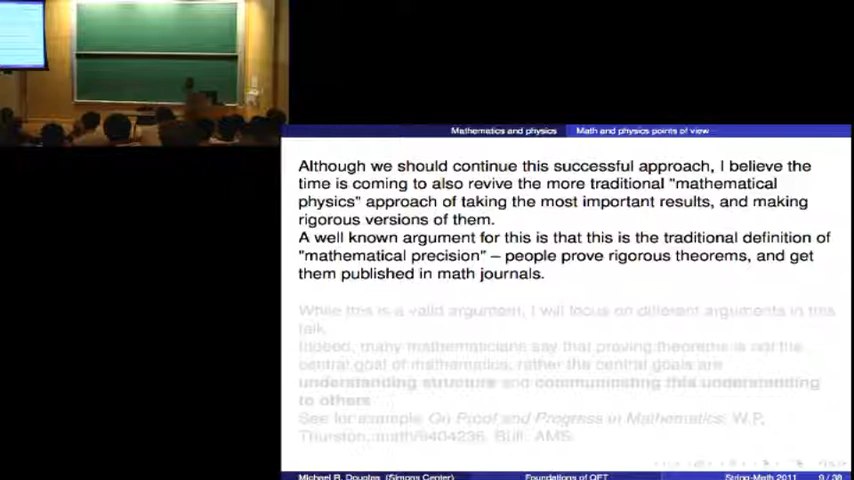 Mathematics and physics Math and physics points of view
Although we should continue this successful approach, I believe the
time is coming to also revive the more traditional "mathematical
physics" approach of taking the most important results, and making
rigorous versions of them.
A well known argument for this is that this is the traditional definition of
"mathematical precision" – people prove rigorous theorems, and get
them published in math journals.
While this is a valid argument, I will focus on different arguments in this
talk.
Indeed, many mathematicians say that proving theorems is not the
central goal of mathematics, rather the central goals are
understanding structure and communicating this understanding
to others.
See for example On Proof and Progress in Mathematics, W.P.
Thurston, math/9404236, Bull. AMS.
Michael R. Douglas (Simons Center) Foundations of QFT String-Math 2011 9 / 38